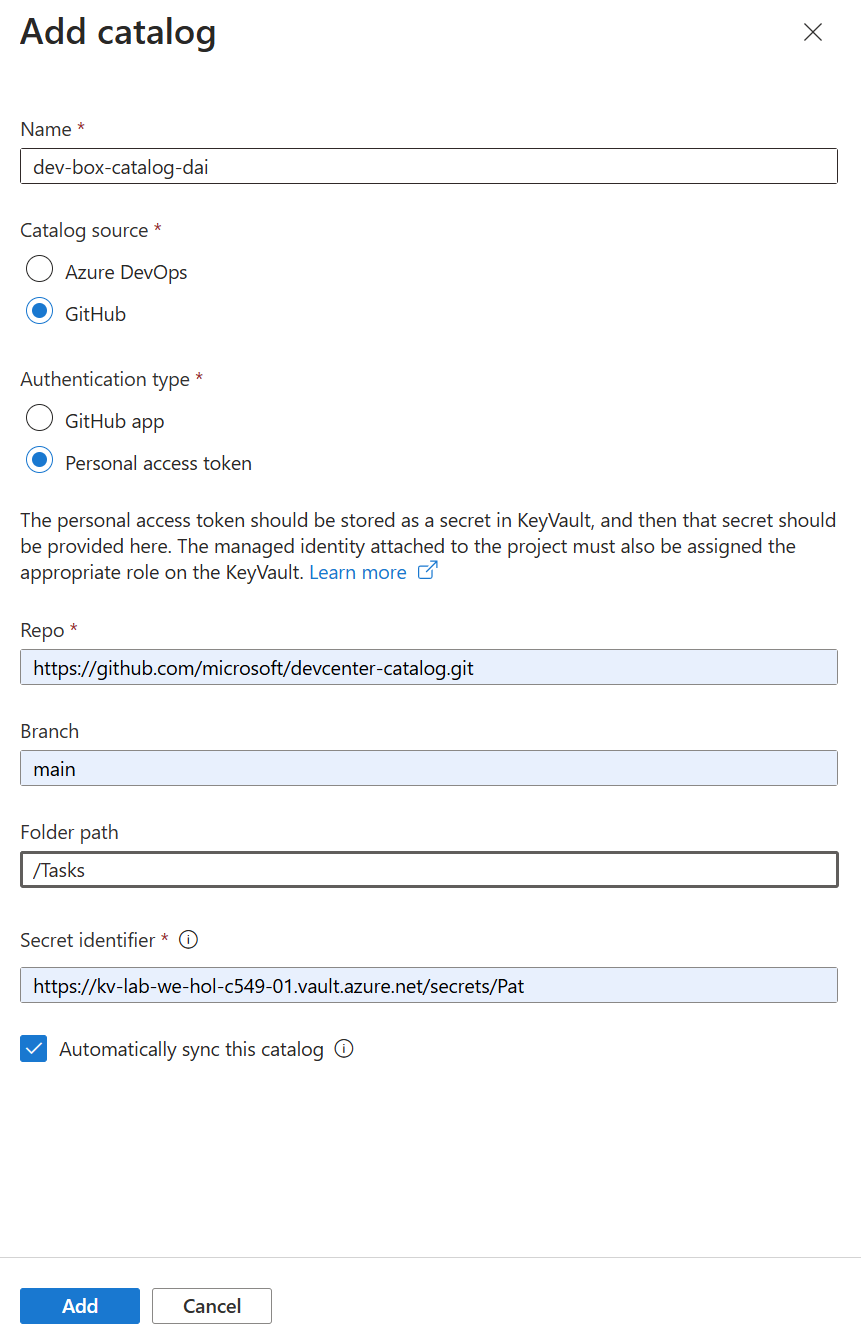 Add catalog
Name *
dev-box-catalog-dai
Catalog source *
Azure DevOps
GitHub
Authentication type *
GitHub app
Personal access token
The personal access token should be stored as a secret in KeyVault, and then that secret should
be provided here. The managed identity attached to the project must also be assigned the
appropriate role on the KeyVault. Learn more
Repo *
https://github.com/microsoft/devcenter-catalog.git
Branch
main
Folder path
/Tasks
Secret identifier *
https://kv-lab-we-hol-c549-01.vault.azure.net/secrets/Pat
Automatically sync this catalog
Add
Cancel